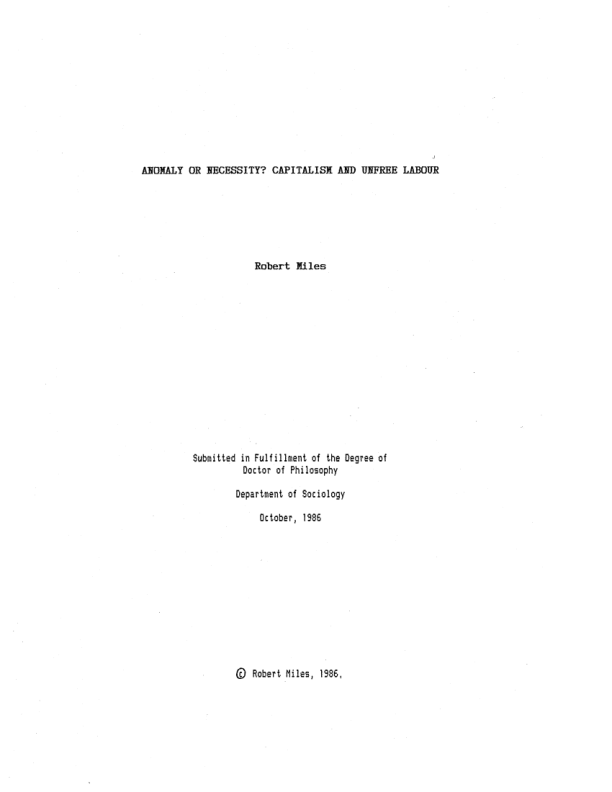 ANOMALY OR NECESSITY? CAPITALISM AND UNFREE LABOUR
Robert Miles
Submitted in Fulfillment of the Degree of
Doctor of Philosophy
Department of Sociology
October, 1986
© Robert Miles, 1986.